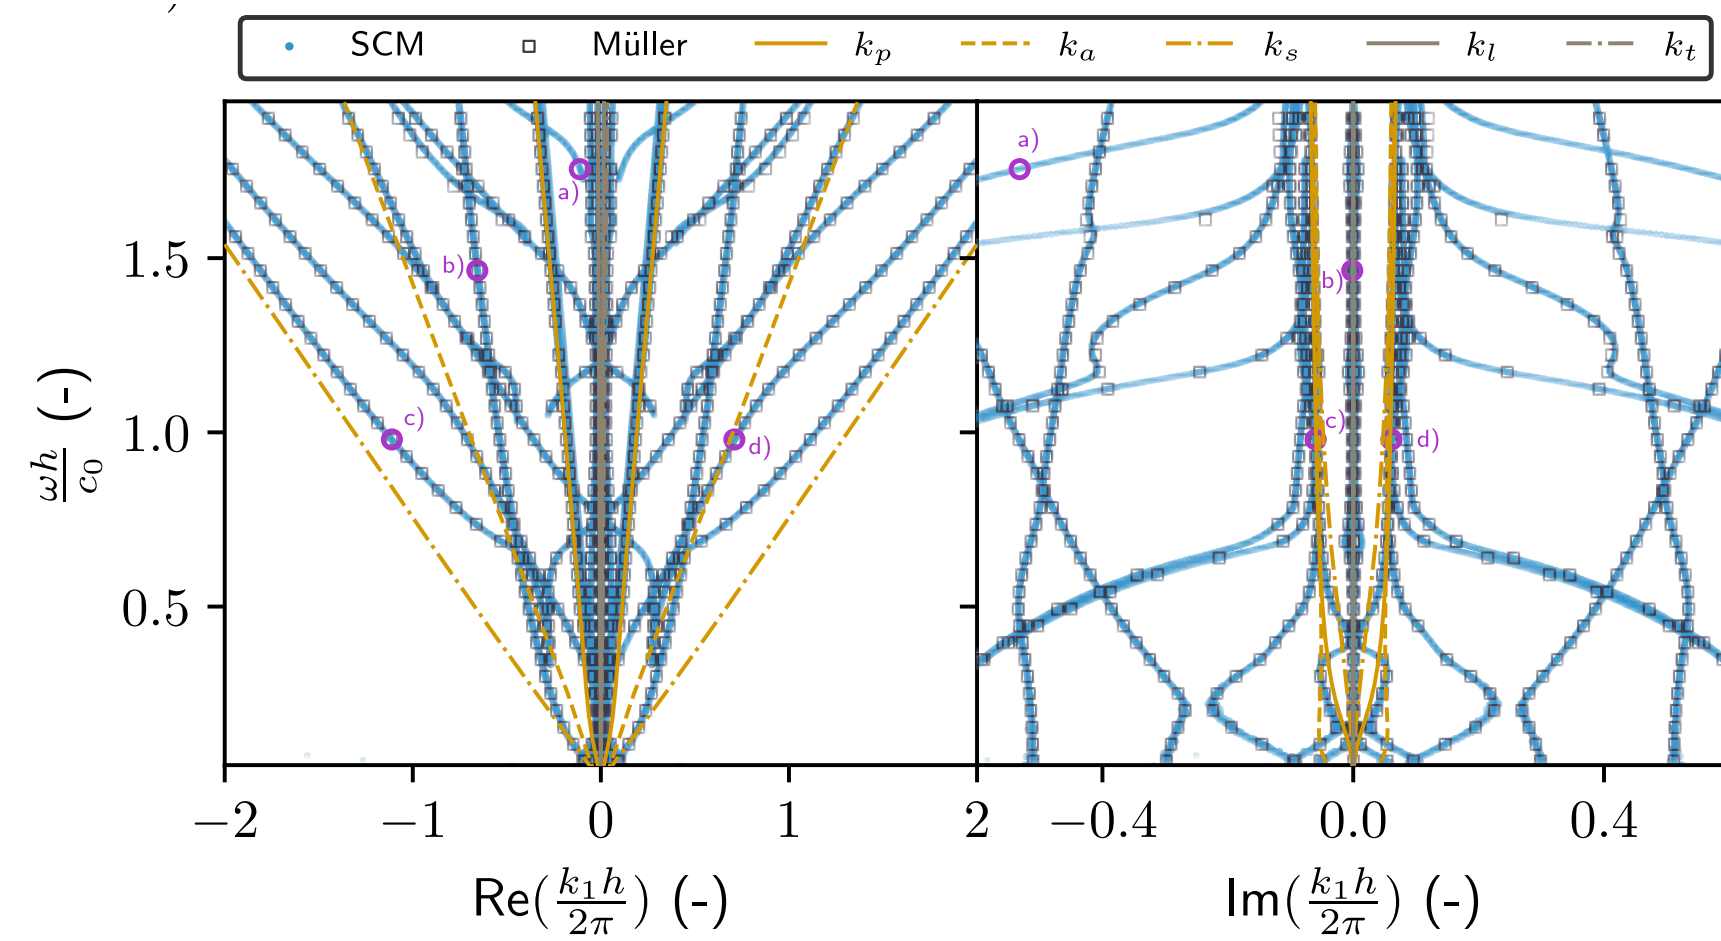 SCM Müller k_p k_a k_s k_l k_t
a) a)
b) b)
c) d) c) d)
1.5
1.0
0.5
ωh/c_0 (-)
−2 −1 0 1 2 −0.4 0.0 0.4
Re(k_1h/2π) (-) Im(k_1h/2π) (-)